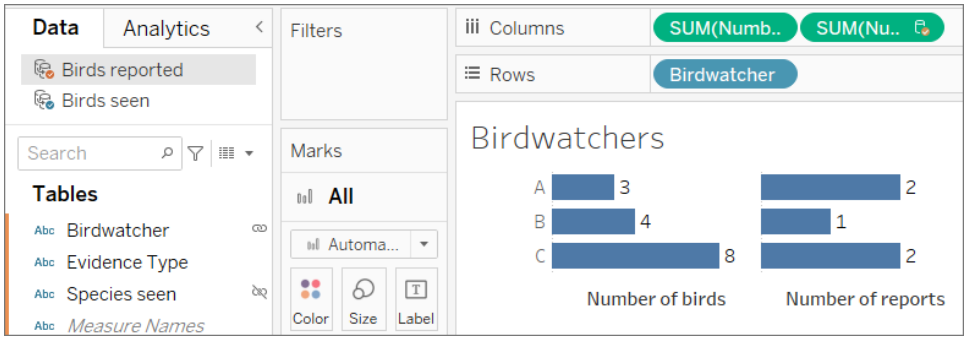 Data Analytics <
Birds reported
Birds seen
Search
Tables
Abc Birdwatcher
Abc Evidence Type
Abc Species seen
Abc Measure Names
Filters
Marks
All
Automa...
Color Size Label
T
iii Columns SUM(Numb.. SUM(Nu..
Rows Birdwatcher
Birdwatchers
A 3 2
B 4 1
C 8 2
Number of birds Number of reports